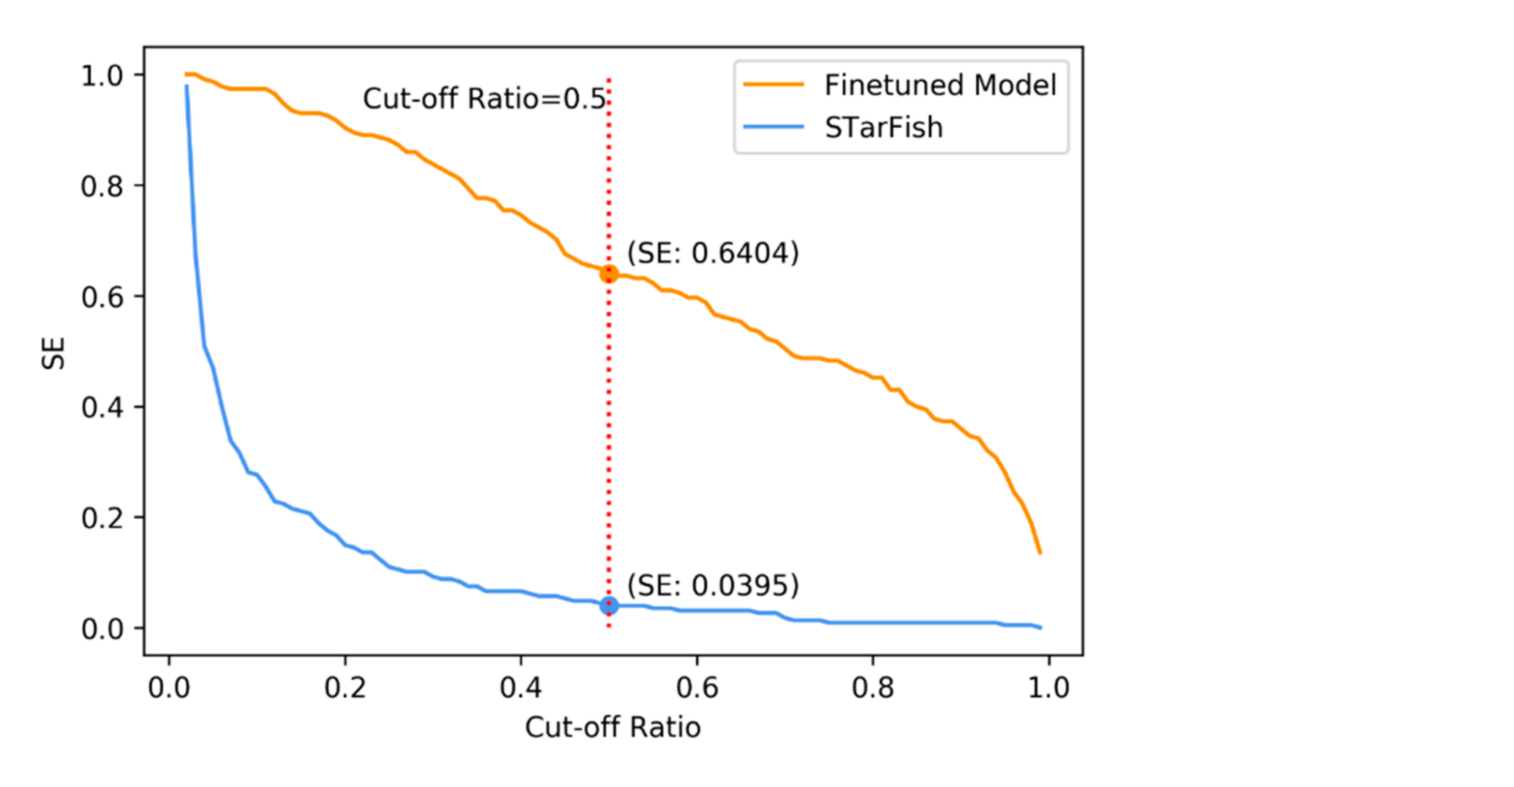 Cut-off Ratio=0.5
Finetuned Model
STarFish
(SE: 0.6404)
(SE: 0.0395)
SE
1.0
0.8
0.6
0.4
0.2
0.0
0.0 0.2 0.4 0.6 0.8 1.0
Cut-off Ratio